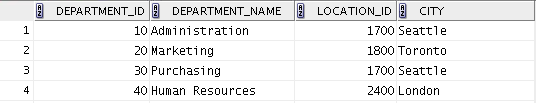 DEPARTMENT_ID DEPARTMENT_NAME LOCATION_ID CITY
1 10 Administration 1700 Seattle
2 20 Marketing 1800 Toronto
3 30 Purchasing 1700 Seattle
4 40 Human Resources 2400 London